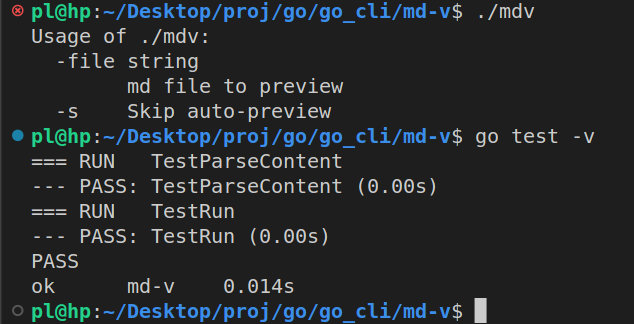 pl@hp:~/Desktop/proj/go/go_cli/md-v$ ./mdv
Usage of ./mdv:
  -file string
        md file to preview
  -s    Skip auto-preview
pl@hp:~/Desktop/proj/go/go_cli/md-v$ go test -v
=== RUN   TestParseContent
--- PASS: TestParseContent (0.00s)
=== RUN   TestRun
--- PASS: TestRun (0.00s)
PASS
ok      md-v    0.014s
pl@hp:~/Desktop/proj/go/go_cli/md-v$